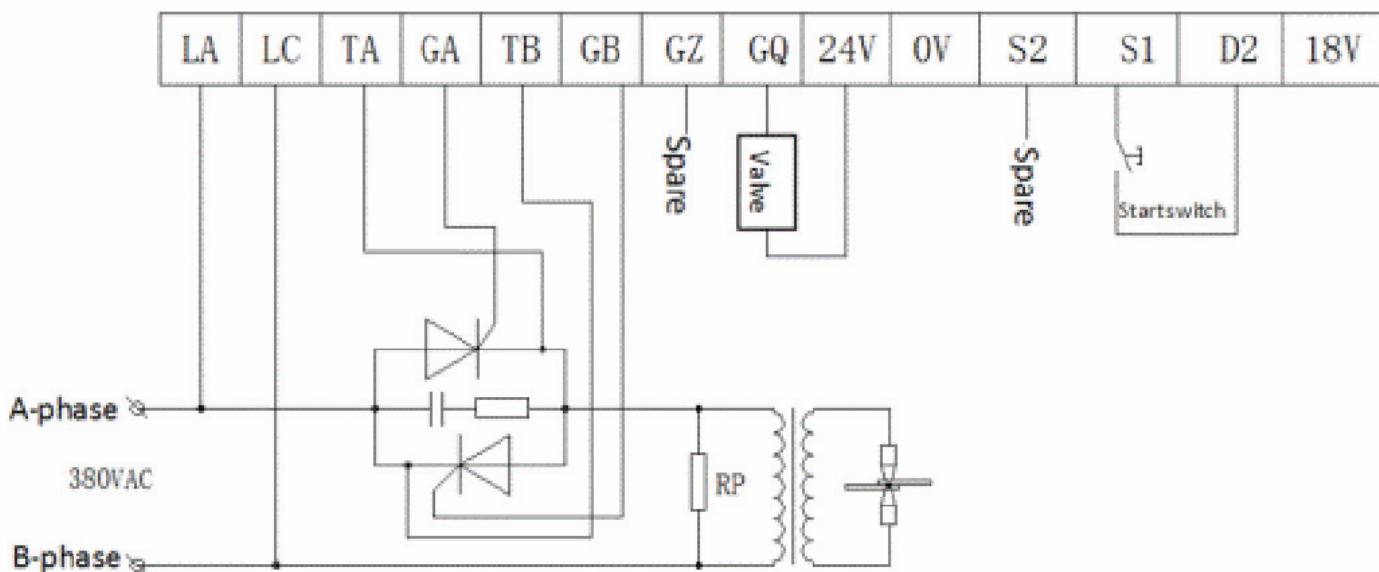 LA LC TA GA TB GB GZ GQ 24V 0V S2 S1 D2 18V
Spare
Valve
Spare
Startswitch
A-phase
380VAC
RP
B-phase